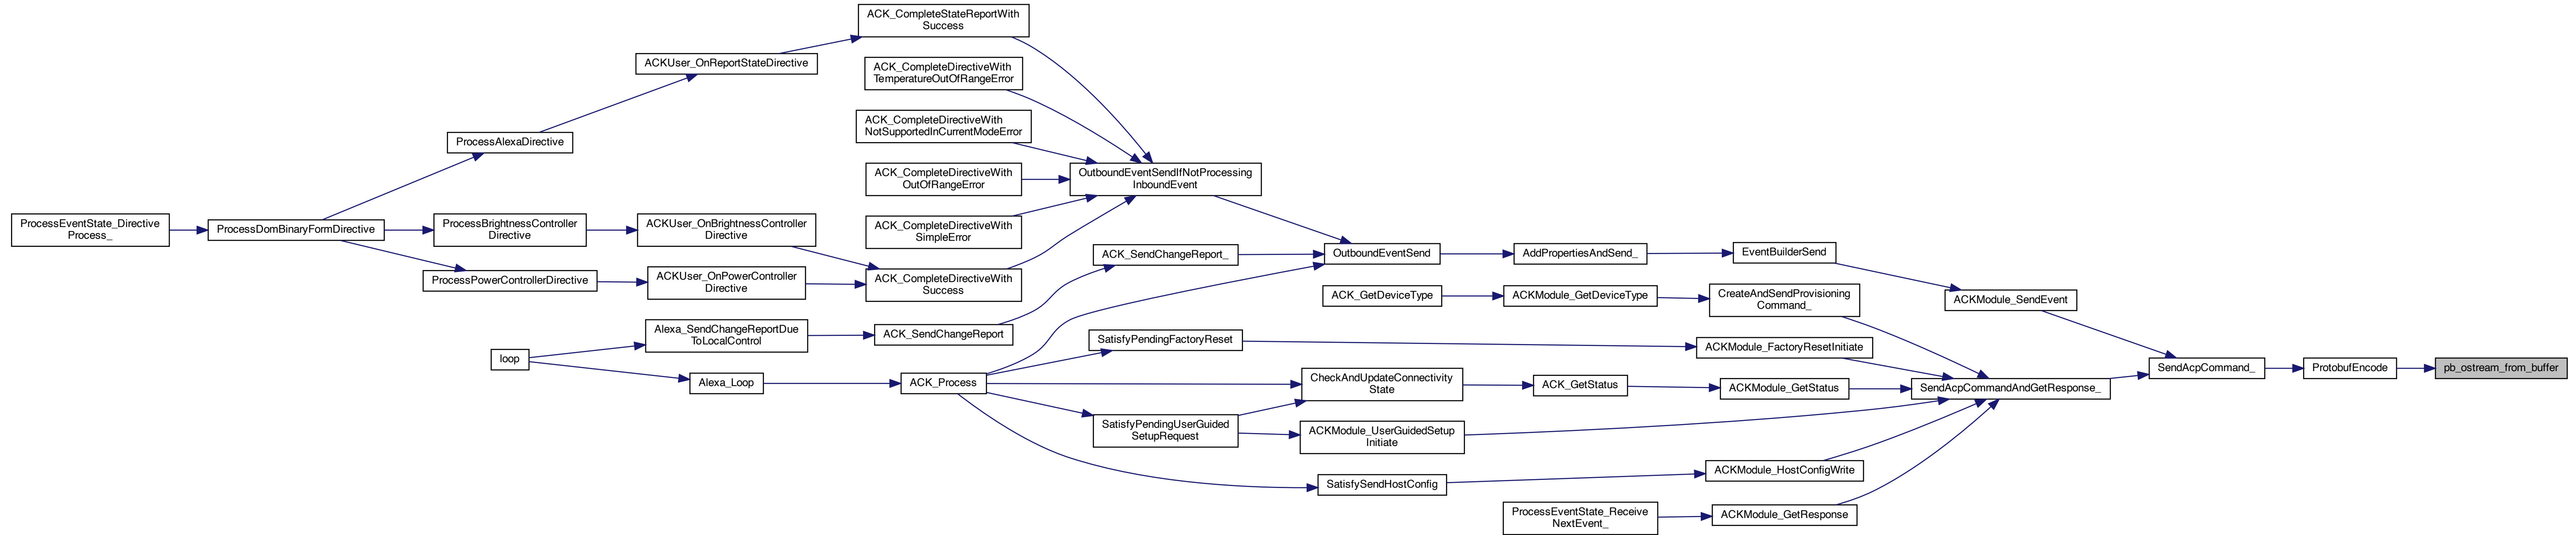 ACK_CompleteStateReportWith
Success
ACKUser_OnReportStateDirective
ACK_CompleteDirectiveWith
TemperatureOutOfRangeError
ACK_CompleteDirectiveWith
NotSupportedInCurrentModeError
ProcessAlexaDirective
ACK_CompleteDirectiveWith
OutOfRangeError
OutboundEventSendIfNotProcessing
InboundEvent
ProcessEventState_Directive
Process_
ProcessDomBinaryFormDirective
ProcessBrightnessController
Directive
ACKUser_OnBrightnessController
Directive
ACK_CompleteDirectiveWith
SimpleError
ProcessPowerControllerDirective
ACKUser_OnPowerController
Directive
ACK_CompleteDirectiveWith
Success
ACK_SendChangeReport_
OutboundEventSend
AddPropertiesAndSend_
EventBuilderSend
ACK_GetDeviceType
ACKModule_GetDeviceType
CreateAndSendProvisioning
Command_
ACKModule_SendEvent
loop
Alexa_SendChangeReportDue
ToLocalControl
ACK_SendChangeReport
SatisfyPendingFactoryReset
ACKModule_FactoryResetInitiate
Alexa_Loop
ACK_Process
CheckAndUpdateConnectivity
State
ACK_GetStatus
ACKModule_GetStatus
SendAcpCommandAndGetResponse_
SendAcpCommand_
ProtobufEncode
pb_ostream_from_buffer
SatisfyPendingUserGuided
SetupRequest
ACKModule_UserGuidedSetup
Initiate
SatisfySendHostConfig
ACKModule_HostConfigWrite
ProcessEventState_Receive
NextEvent_
ACKModule_GetResponse